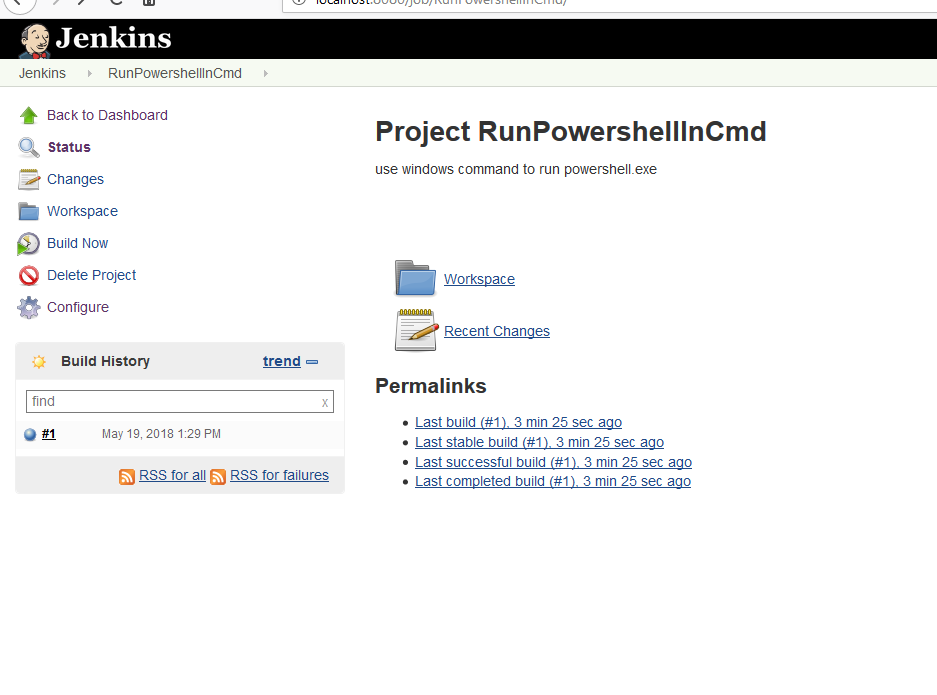 localhost:8080/job/RunPowershellInCmd/
Jenkins
Jenkins RunPowershellInCmd
Back to Dashboard
Status
Changes
Workspace
Build Now
Delete Project
Configure
Build History trend
find x
#1 May 19, 2018 1:29 PM
RSS for all RSS for failures
Project RunPowershellInCmd
use windows command to run powershell.exe
Workspace
Recent Changes
Permalinks
Last build (#1), 3 min 25 sec ago
Last stable build (#1), 3 min 25 sec ago
Last successful build (#1), 3 min 25 sec ago
Last completed build (#1), 3 min 25 sec ago